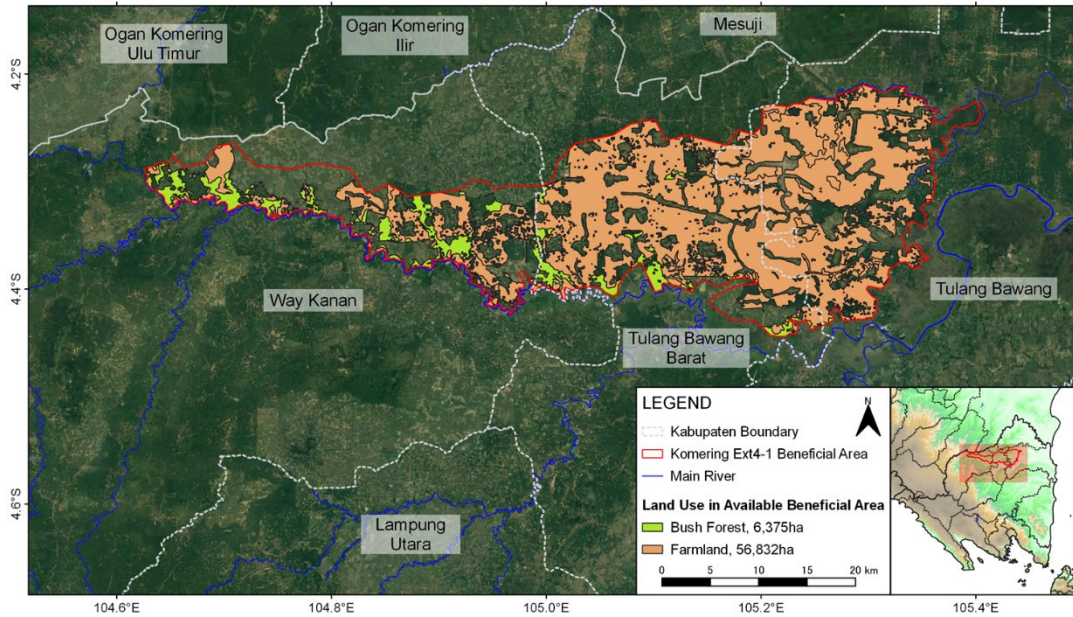 Ogan Komering
Ulu Timur
Ogan Komering
Ilir
Mesuji
4.2°S
4.4°S
4.6°S
Way Kanan
Tulang Bawang
Tulang Bawang
Barat
Lampung
Utara
LEGEND
N
Kabupaten Boundary
Komering Ext4-1 Beneficial Area
Main River
Land Use in Available Beneficial Area
Bush Forest, 6,375ha
Farmland, 56,832ha
0 5 10 15 20 km
104.6°E 104.8°E 105.0°E 105.2°E 105.4°E